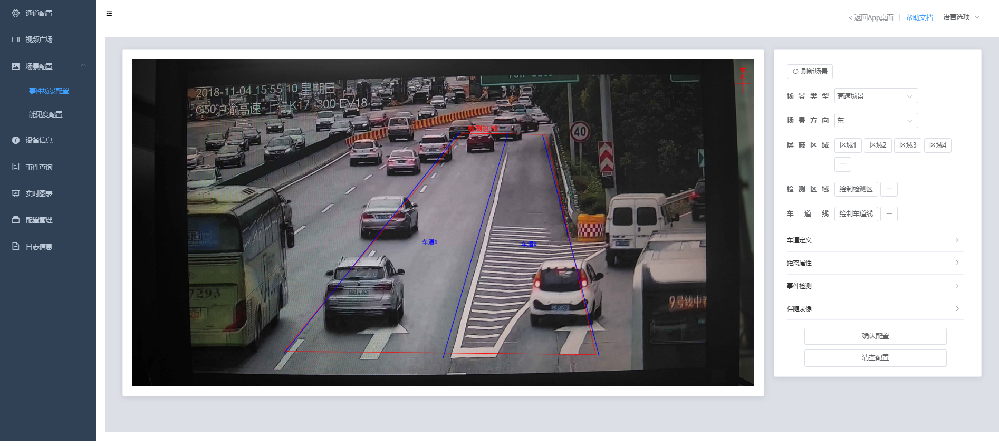 通道配置
视频广场
场景配置
事件场景配置
能见度配置
设备信息
事件查询
实时图表
配置管理
日志信息
< 返回App桌面
帮助文档
语言选项
2018-11-04 15:55:10 星期日
G50沪渝高速-上行K17+300 EV18
检测区域
东
40
车道1
车道2
7293
9号线中春
刷新场景
场景类型 高速场景
场景方向 东
屏蔽区域 区域1 区域2 区域3 区域4
检测区域 绘制检测区
车道线 绘制车道线
车道定义
距离属性
事件检测
伴随录像
确认配置
清空配置